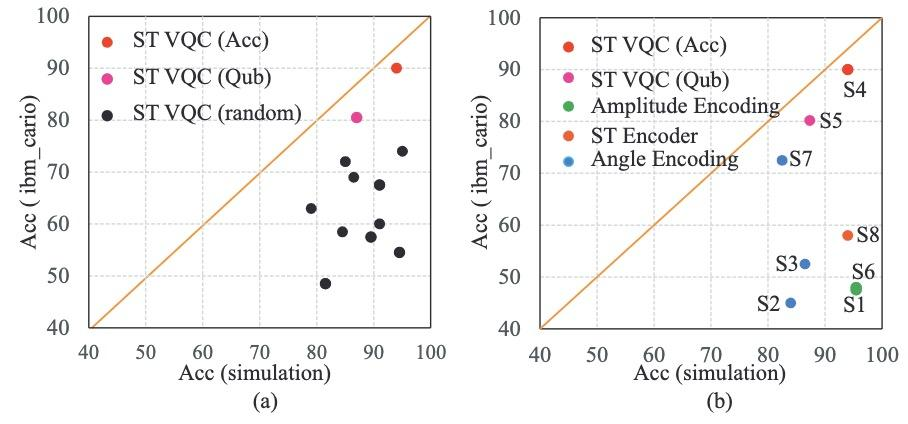 100
90
80
70
60
50
40
40 50 60 70 80 90 100
Acc ( ibm_cario)
Acc (simulation)
ST VQC (Acc)
ST VQC (Qub)
ST VQC (random)
(a)
100
90
80
70
60
50
40
40 50 60 70 80 90 100
Acc ( ibm_cario)
Acc (simulation)
ST VQC (Acc)
ST VQC (Qub)
Amplitude Encoding
ST Encoder
Angle Encoding
S4
S5
S7
S8
S3
S6
S2
S1
(b)